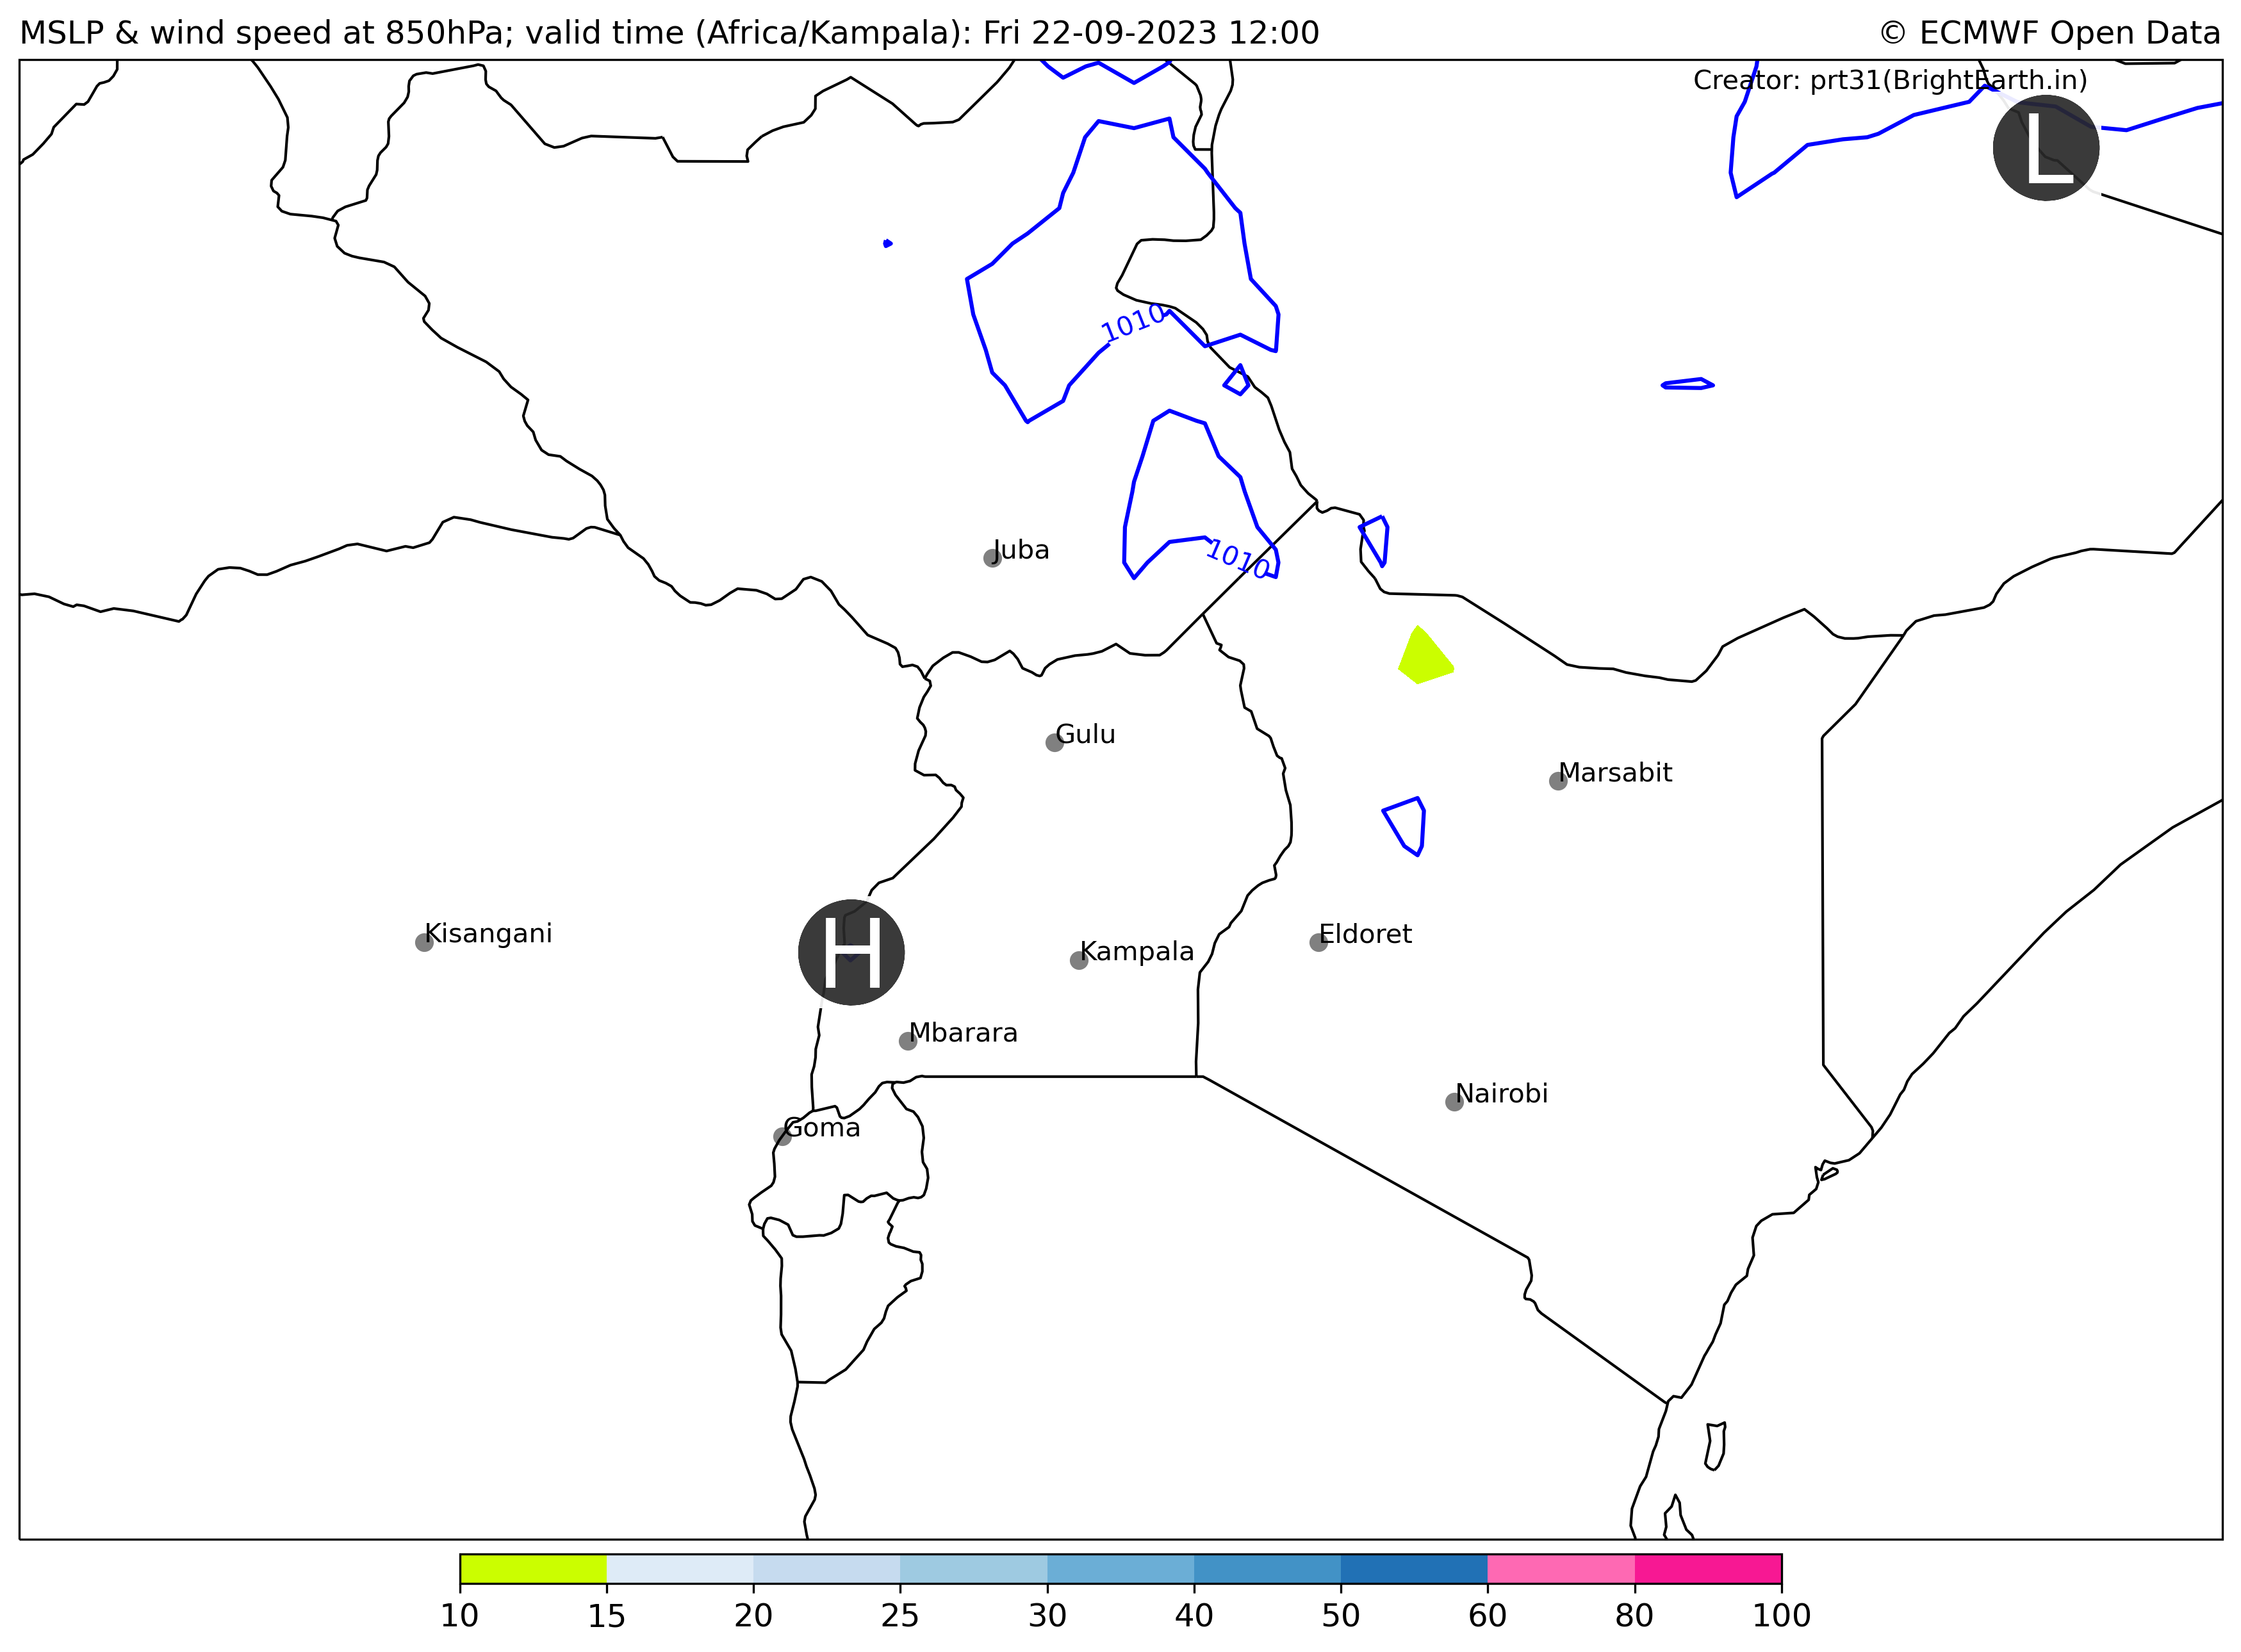 MSLP & wind speed at 850hPa; valid time (Africa/Kampala): Fri 22-09-2023 12:00
© ECMWF Open Data
Creator: prt31(BrightEarth.in)
L
1010
1010
Juba
Gulu
Marsabit
Kisangani
H
Kampala
Eldoret
Mbarara
Nairobi
Goma
10 15 20 25 30 40 50 60 80 100